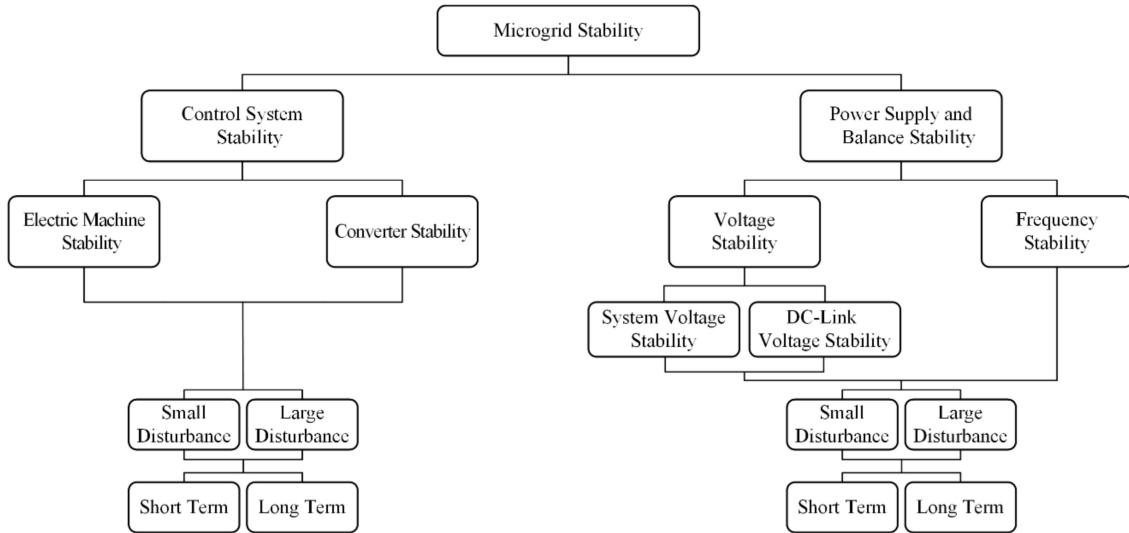 Microgrid Stability
Control System
Stability
Power Supply and
Balance Stability
Electric Machine
Stability
Converter Stability
Voltage
Stability
Frequency
Stability
System Voltage
Stability
DC-Link
Voltage Stability
Small
Disturbance
Large
Disturbance
Small
Disturbance
Large
Disturbance
Short Term
Long Term
Short Term
Long Term